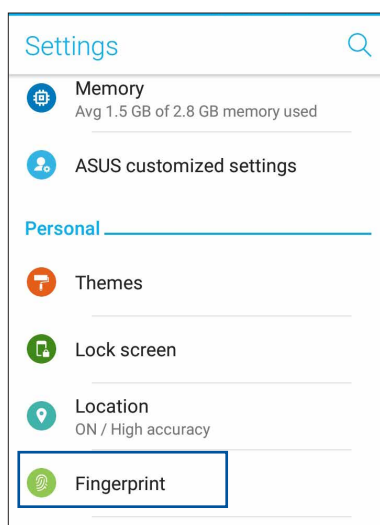 Settings
Memory
Avg 1.5 GB of 2.8 GB memory used
ASUS customized settings
Personal
Themes
Lock screen
Location
ON / High accuracy
Fingerprint